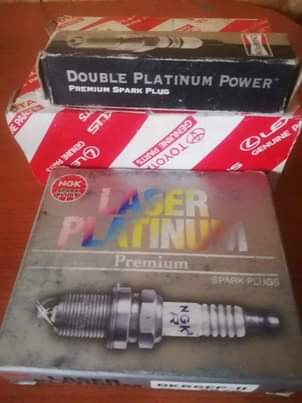 DOUBLE PLATINUM POWER
PREMIUM SPARK PLUG
TOYOTA
GENUINE PARTS
LEXUS
GENUINE PARTS
NGK
LASER
PLATINUM
Premium
SPARK PLUGS
NGK
R